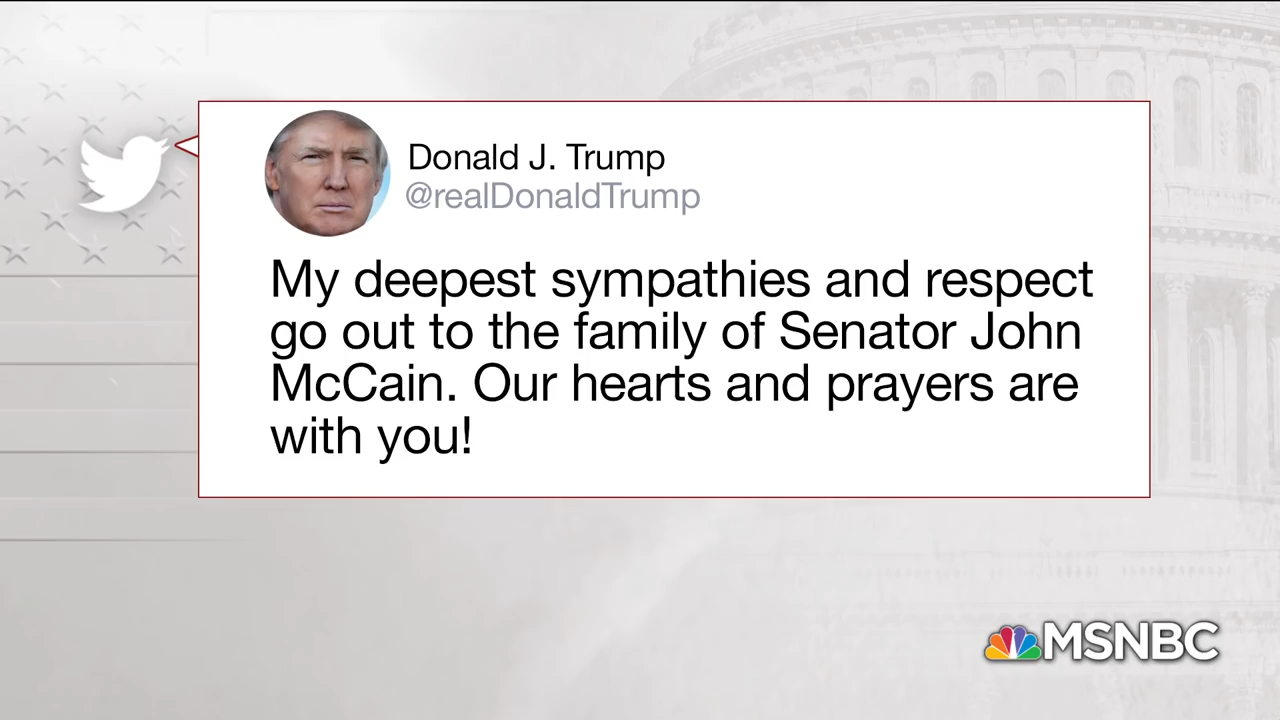 Donald J. Trump
@realDonaldTrump
My deepest sympathies and respect
go out to the family of Senator John
McCain. Our hearts and prayers are
with you!
MSNBC